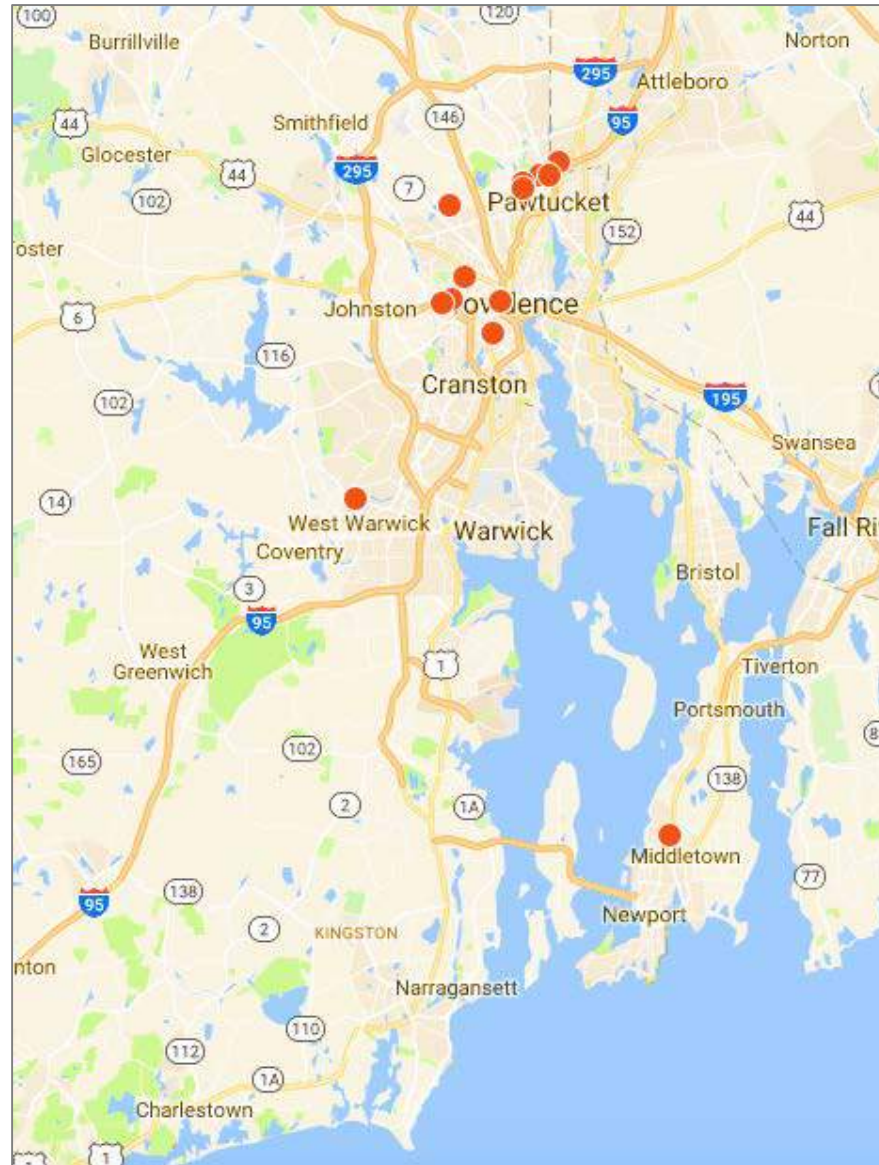 100
120
Burrillville
Norton
295
Attleboro
146
95
44
Smithfield
Glocester
295
44
7
102
Pawtucket
44
152
oster
6
Johnston
ovidence
116
Cranston
102
195
Swansea
14
West Warwick
Warwick
Fall Ri
Coventry
Bristol
3
95
West
Greenwich
1
Tiverton
Portsmouth
165
102
8
138
2
1A
Middletown
138
77
95
2
Newport
KINGSTON
nton
Narragansett
110
112
1A
Charlestown
1
1